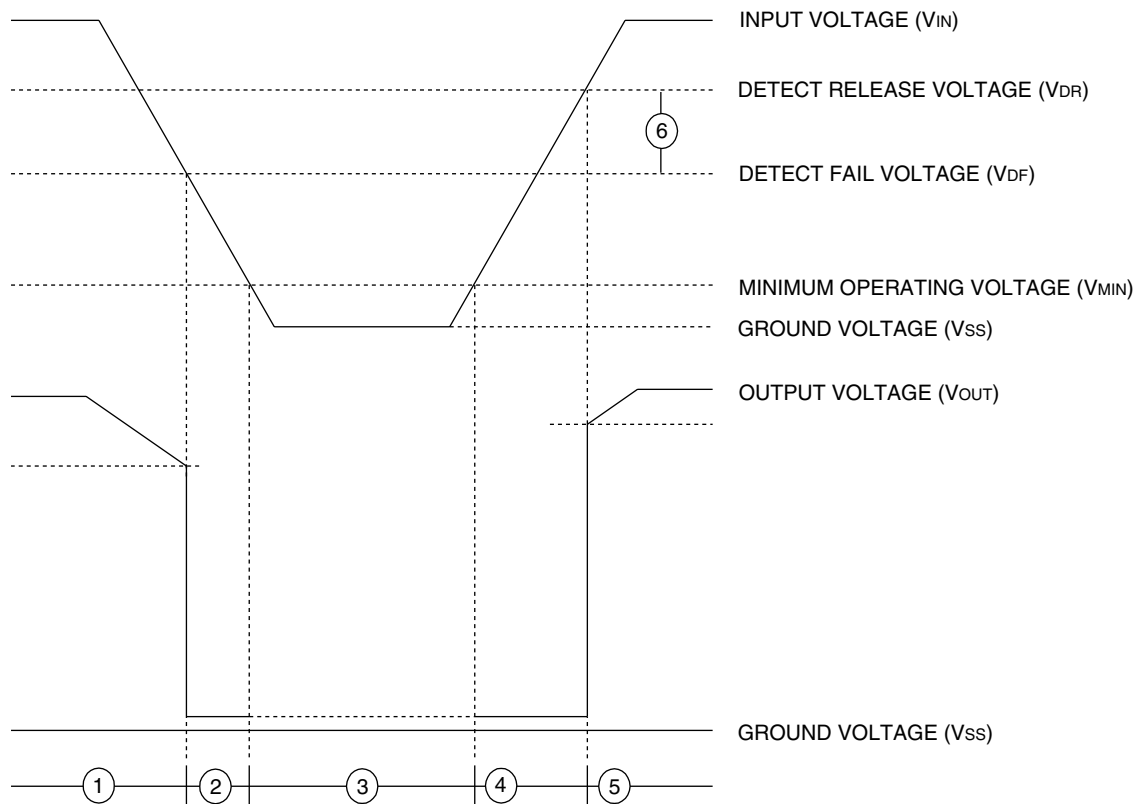 INPUT VOLTAGE (VIN)
DETECT RELEASE VOLTAGE (VDR)
6
DETECT FAIL VOLTAGE (VDF)
MINIMUM OPERATING VOLTAGE (VMIN)
GROUND VOLTAGE (VSS)
OUTPUT VOLTAGE (VOUT)
GROUND VOLTAGE (VSS)
1 2 3 4 5